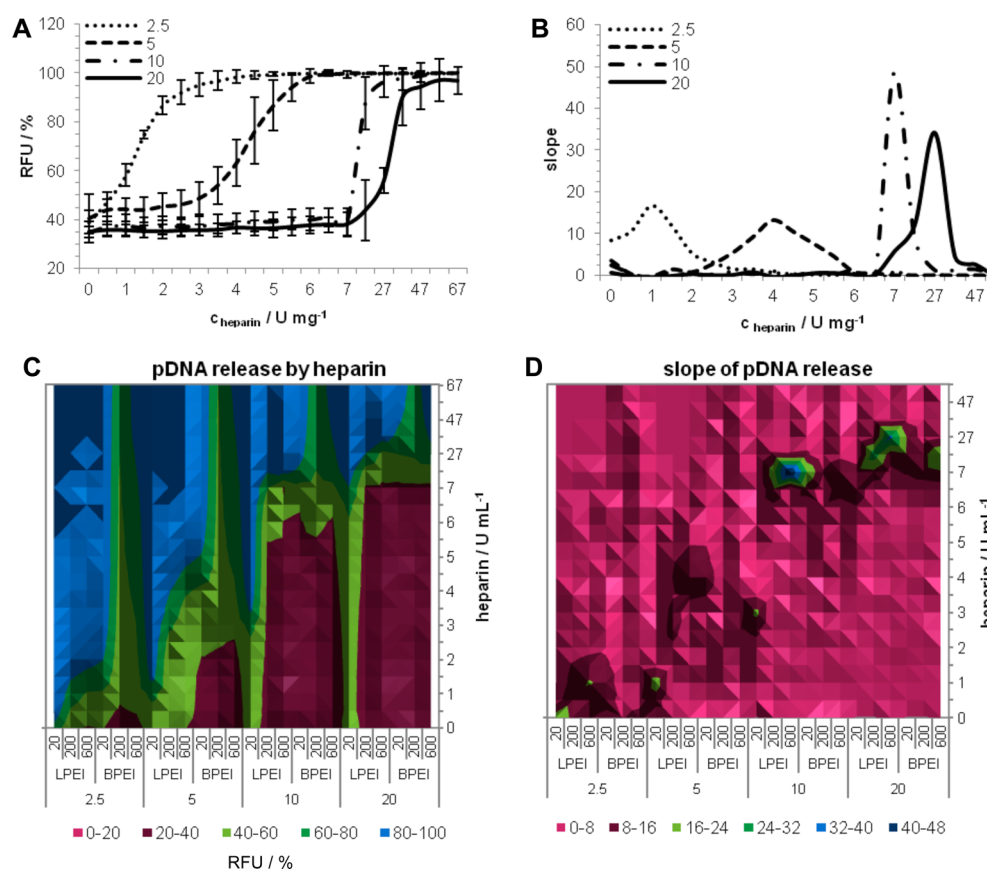 A
2.5
5
10
20
120
100
80
60
40
20
RFU / %
0 1 2 3 4 5 6 7 27 47 67
c heparin / U mg-1
B
2.5
5
10
20
60
50
40
30
20
10
0
slope
0 1 2 3 4 6 7 27 47
c heparin / U mg-1
C
pDNA release by heparin
67
47
27
7
6
5
4
3
2
1
0
heparin / U mL-1
20 200 600 20 200 600 20 200 600 20 200 600 20 200 600 20 200 600 20 200 600 20 200 600
LPEI BPEI LPEI BPEI LPEI BPEI LPEI BPEI
2.5 5 10 20
0-20 20-40 40-60 60-80 80-100
RFU / %
D
slope of pDNA release
47
27
7
6
5
4
3
2
1
0
heparin / U mL-1
20 200 600 20 200 600 20 200 600 20 200 600 20 200 600 20 200 600 20 200 600 20 200 600
LPEI BPEI LPEI BPEI LPEI BPEI LPEI BPEI
2.5 5 10 20
0-8 8-16 16-24 24-32 32-40 40-48